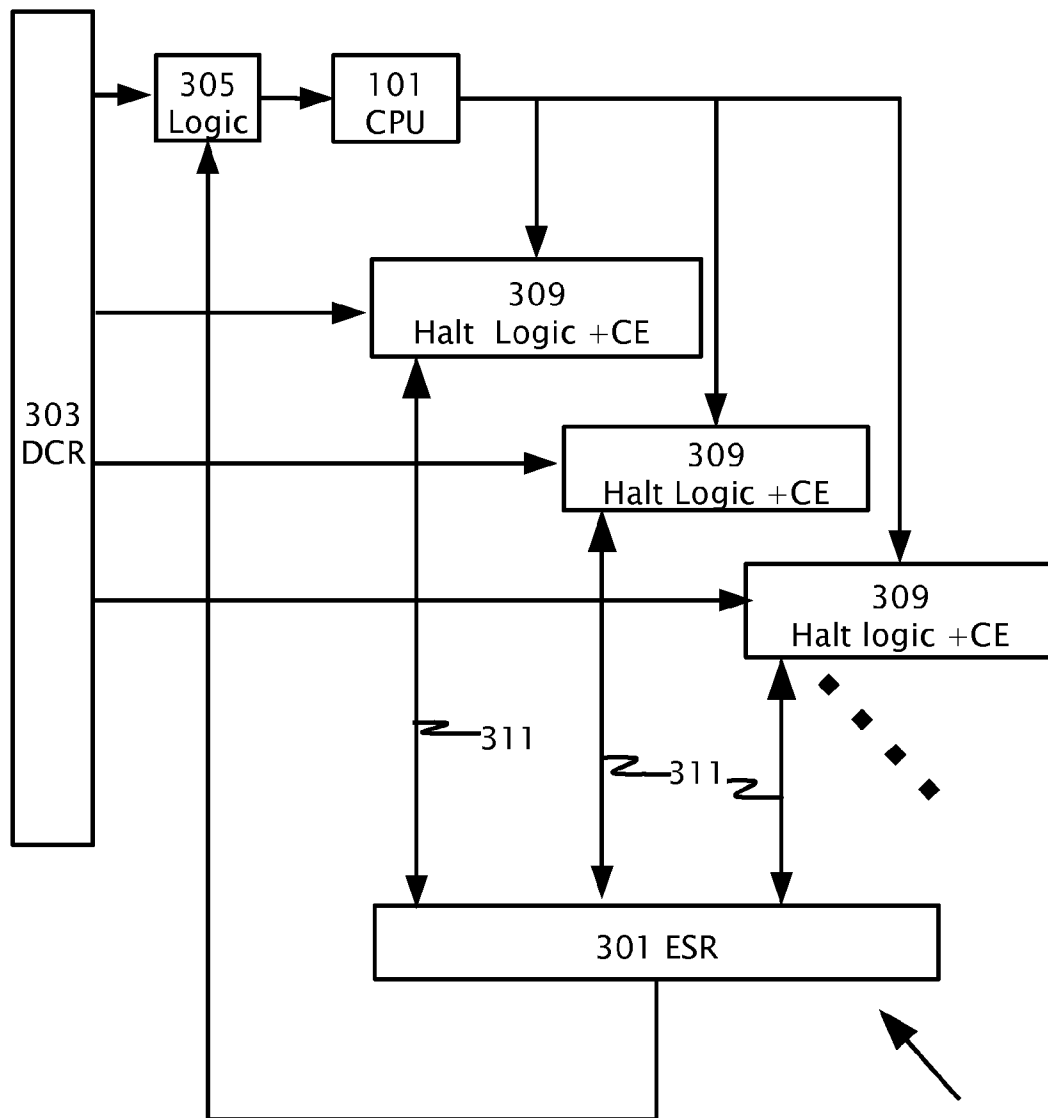 305
Logic
101
CPU
309
Halt Logic +CE
303
DCR
309
Halt Logic +CE
309
Halt logic +CE
311
311
301 ESR